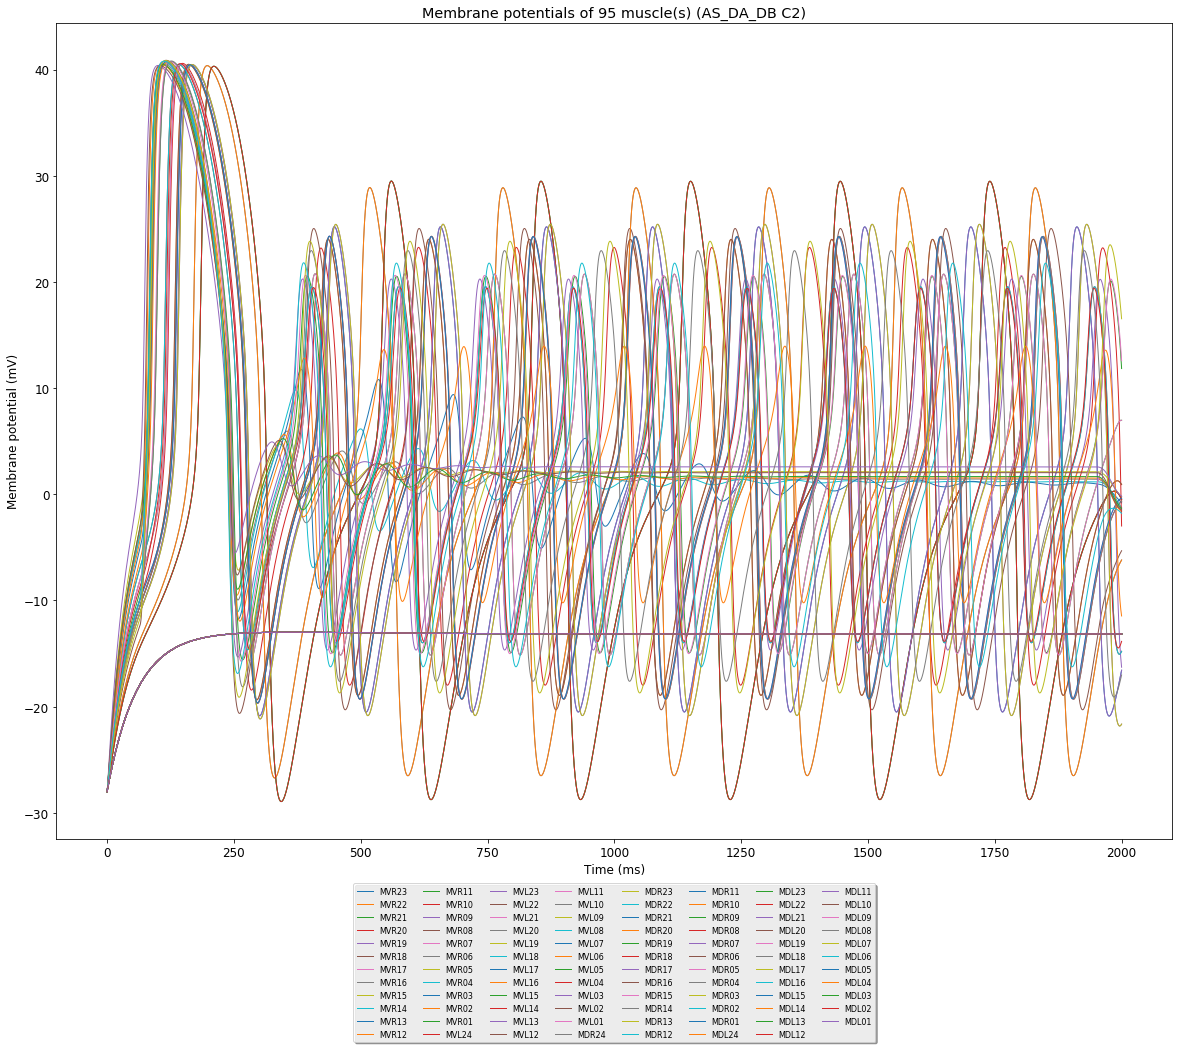 Membrane potentials of 95 muscle(s) (AS_DA_DB C2)
Membrane potential (mV)
40
30
20
10
0
−10
−20
−30
0 250 500 750 1000 1250 1500 1750 2000
Time (ms)
MVR23 MVR11 MVL23 MVL11 MDR23 MDR11 MDL23 MDL11
MVR22 MVR10 MVL22 MVL10 MDR22 MDR10 MDL22 MDL10
MVR21 MVR09 MVL21 MVL09 MDR21 MDR09 MDL21 MDL09
MVR20 MVR08 MVL20 MVL08 MDR20 MDR08 MDL20 MDL08
MVR19 MVR07 MVL19 MVL07 MDR19 MDR07 MDL19 MDL07
MVR18 MVR06 MVL18 MVL06 MDR18 MDR06 MDL18 MDL06
MVR17 MVR05 MVL17 MVL05 MDR17 MDR05 MDL17 MDL05
MVR16 MVR04 MVL16 MVL04 MDR16 MDR04 MDL16 MDL04
MVR15 MVR03 MVL15 MVL03 MDR15 MDR03 MDL15 MDL03
MVR14 MVR02 MVL14 MVL02 MDR14 MDR02 MDL14 MDL02
MVR13 MVR01 MVL13 MVL01 MDR13 MDR01 MDL13 MDL01
MVR12 MVL24 MVL12 MDR24 MDR12 MDL24 MDL12